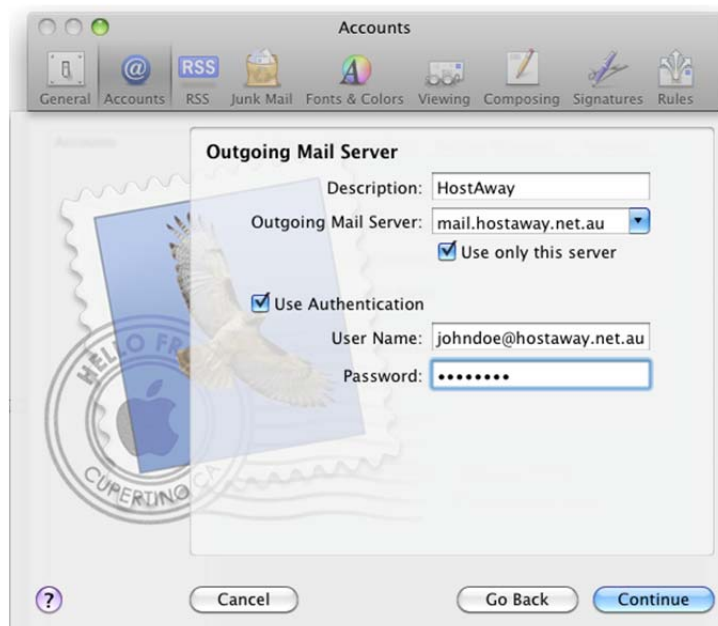 Accounts
General Accounts RSS RSS Junk Mail Fonts & Colors Viewing Composing Signatures Rules
Outgoing Mail Server
Description: HostAway
Outgoing Mail Server: mail.hostaway.net.au
Use only this server
Use Authentication
User Name: johndoe@hostaway.net.au
Password: ••••••••
HELLO FR
CUPERTINO CA
? Cancel Go Back Continue